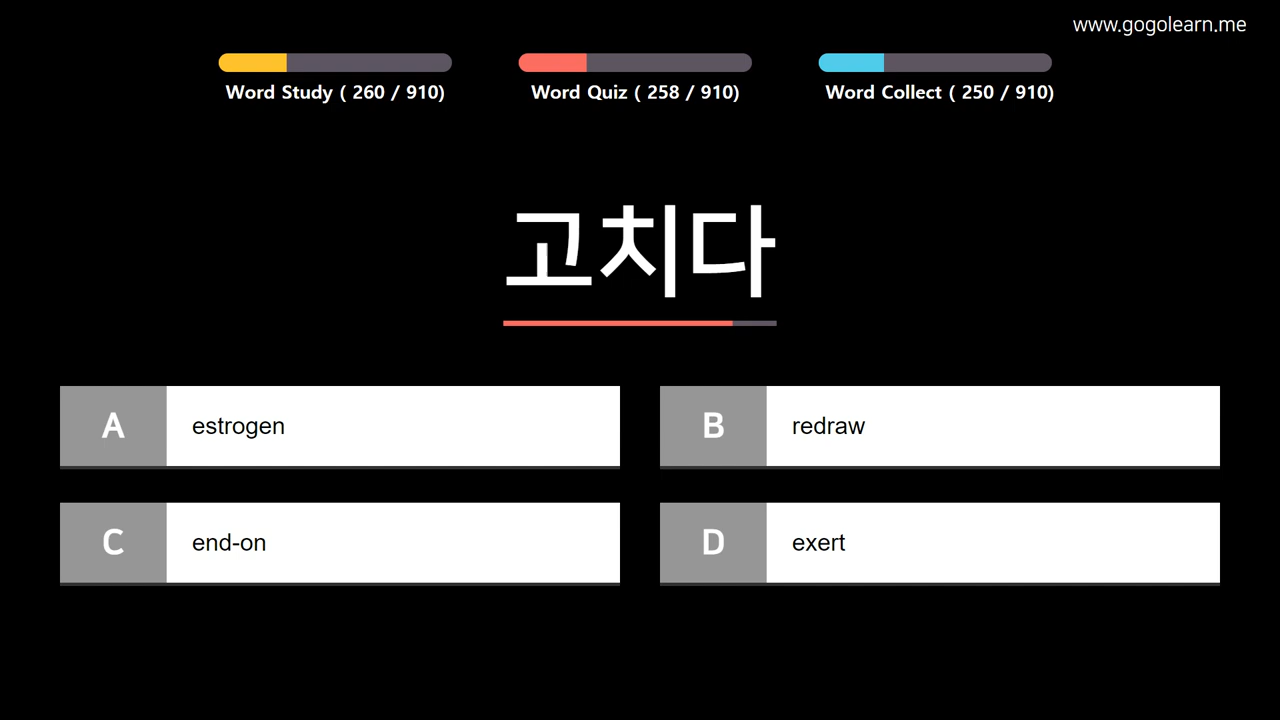 www.gogolearn.me
Word Study ( 260 / 910)
Word Quiz ( 258 / 910)
Word Collect ( 250 / 910)
고치다
A estrogen
B redraw
C end-on
D exert